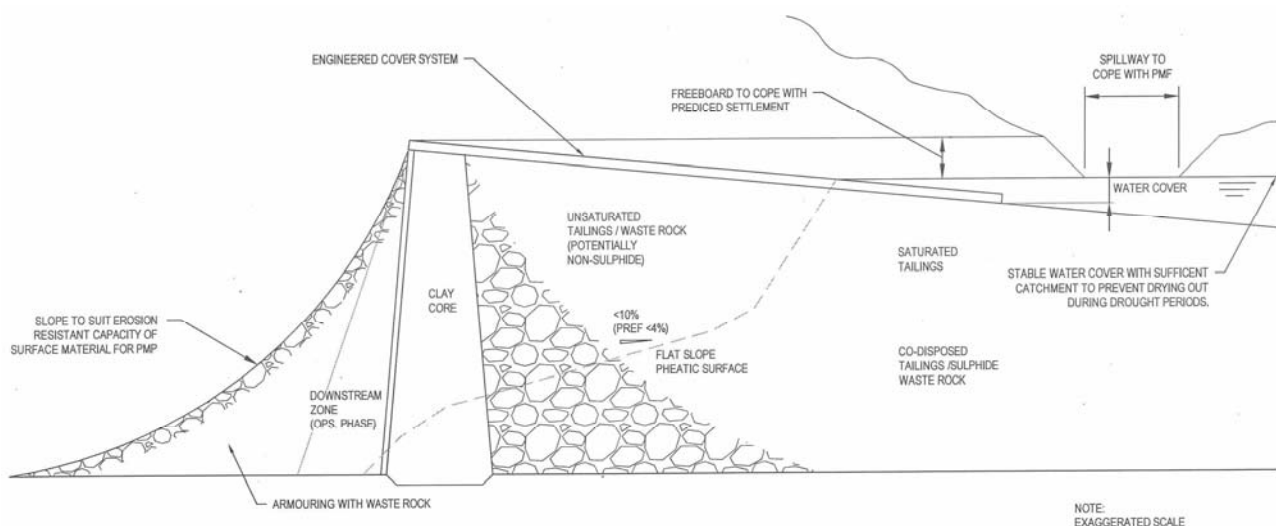 ENGINEERED COVER SYSTEM
SPILLWAY TO
COPE WITH PMF
FREEBOARD TO COPE WITH
PREDICED SETTLEMENT
WATER COVER
UNSATURATED
TAILINGS / WASTE ROCK
(POTENTIALLY
NON-SULPHIDE)
SATURATED
TAILINGS
STABLE WATER COVER WITH SUFFICENT
CATCHMENT TO PREVENT DRYING OUT
DURING DROUGHT PERIODS.
CLAY
CORE
SLOPE TO SUIT EROSION
RESISTANT CAPACITY OF
SURFACE MATERIAL FOR PMP
<10%
(PREF <4%)
FLAT SLOPE
PHEATIC SURFACE
CO-DISPOSED
TAILINGS /SULPHIDE
WASTE ROCK
DOWNSTREAM
ZONE
(OPS. PHASE)
ARMOURING WITH WASTE ROCK
NOTE:
EXAGGERATED SCALE